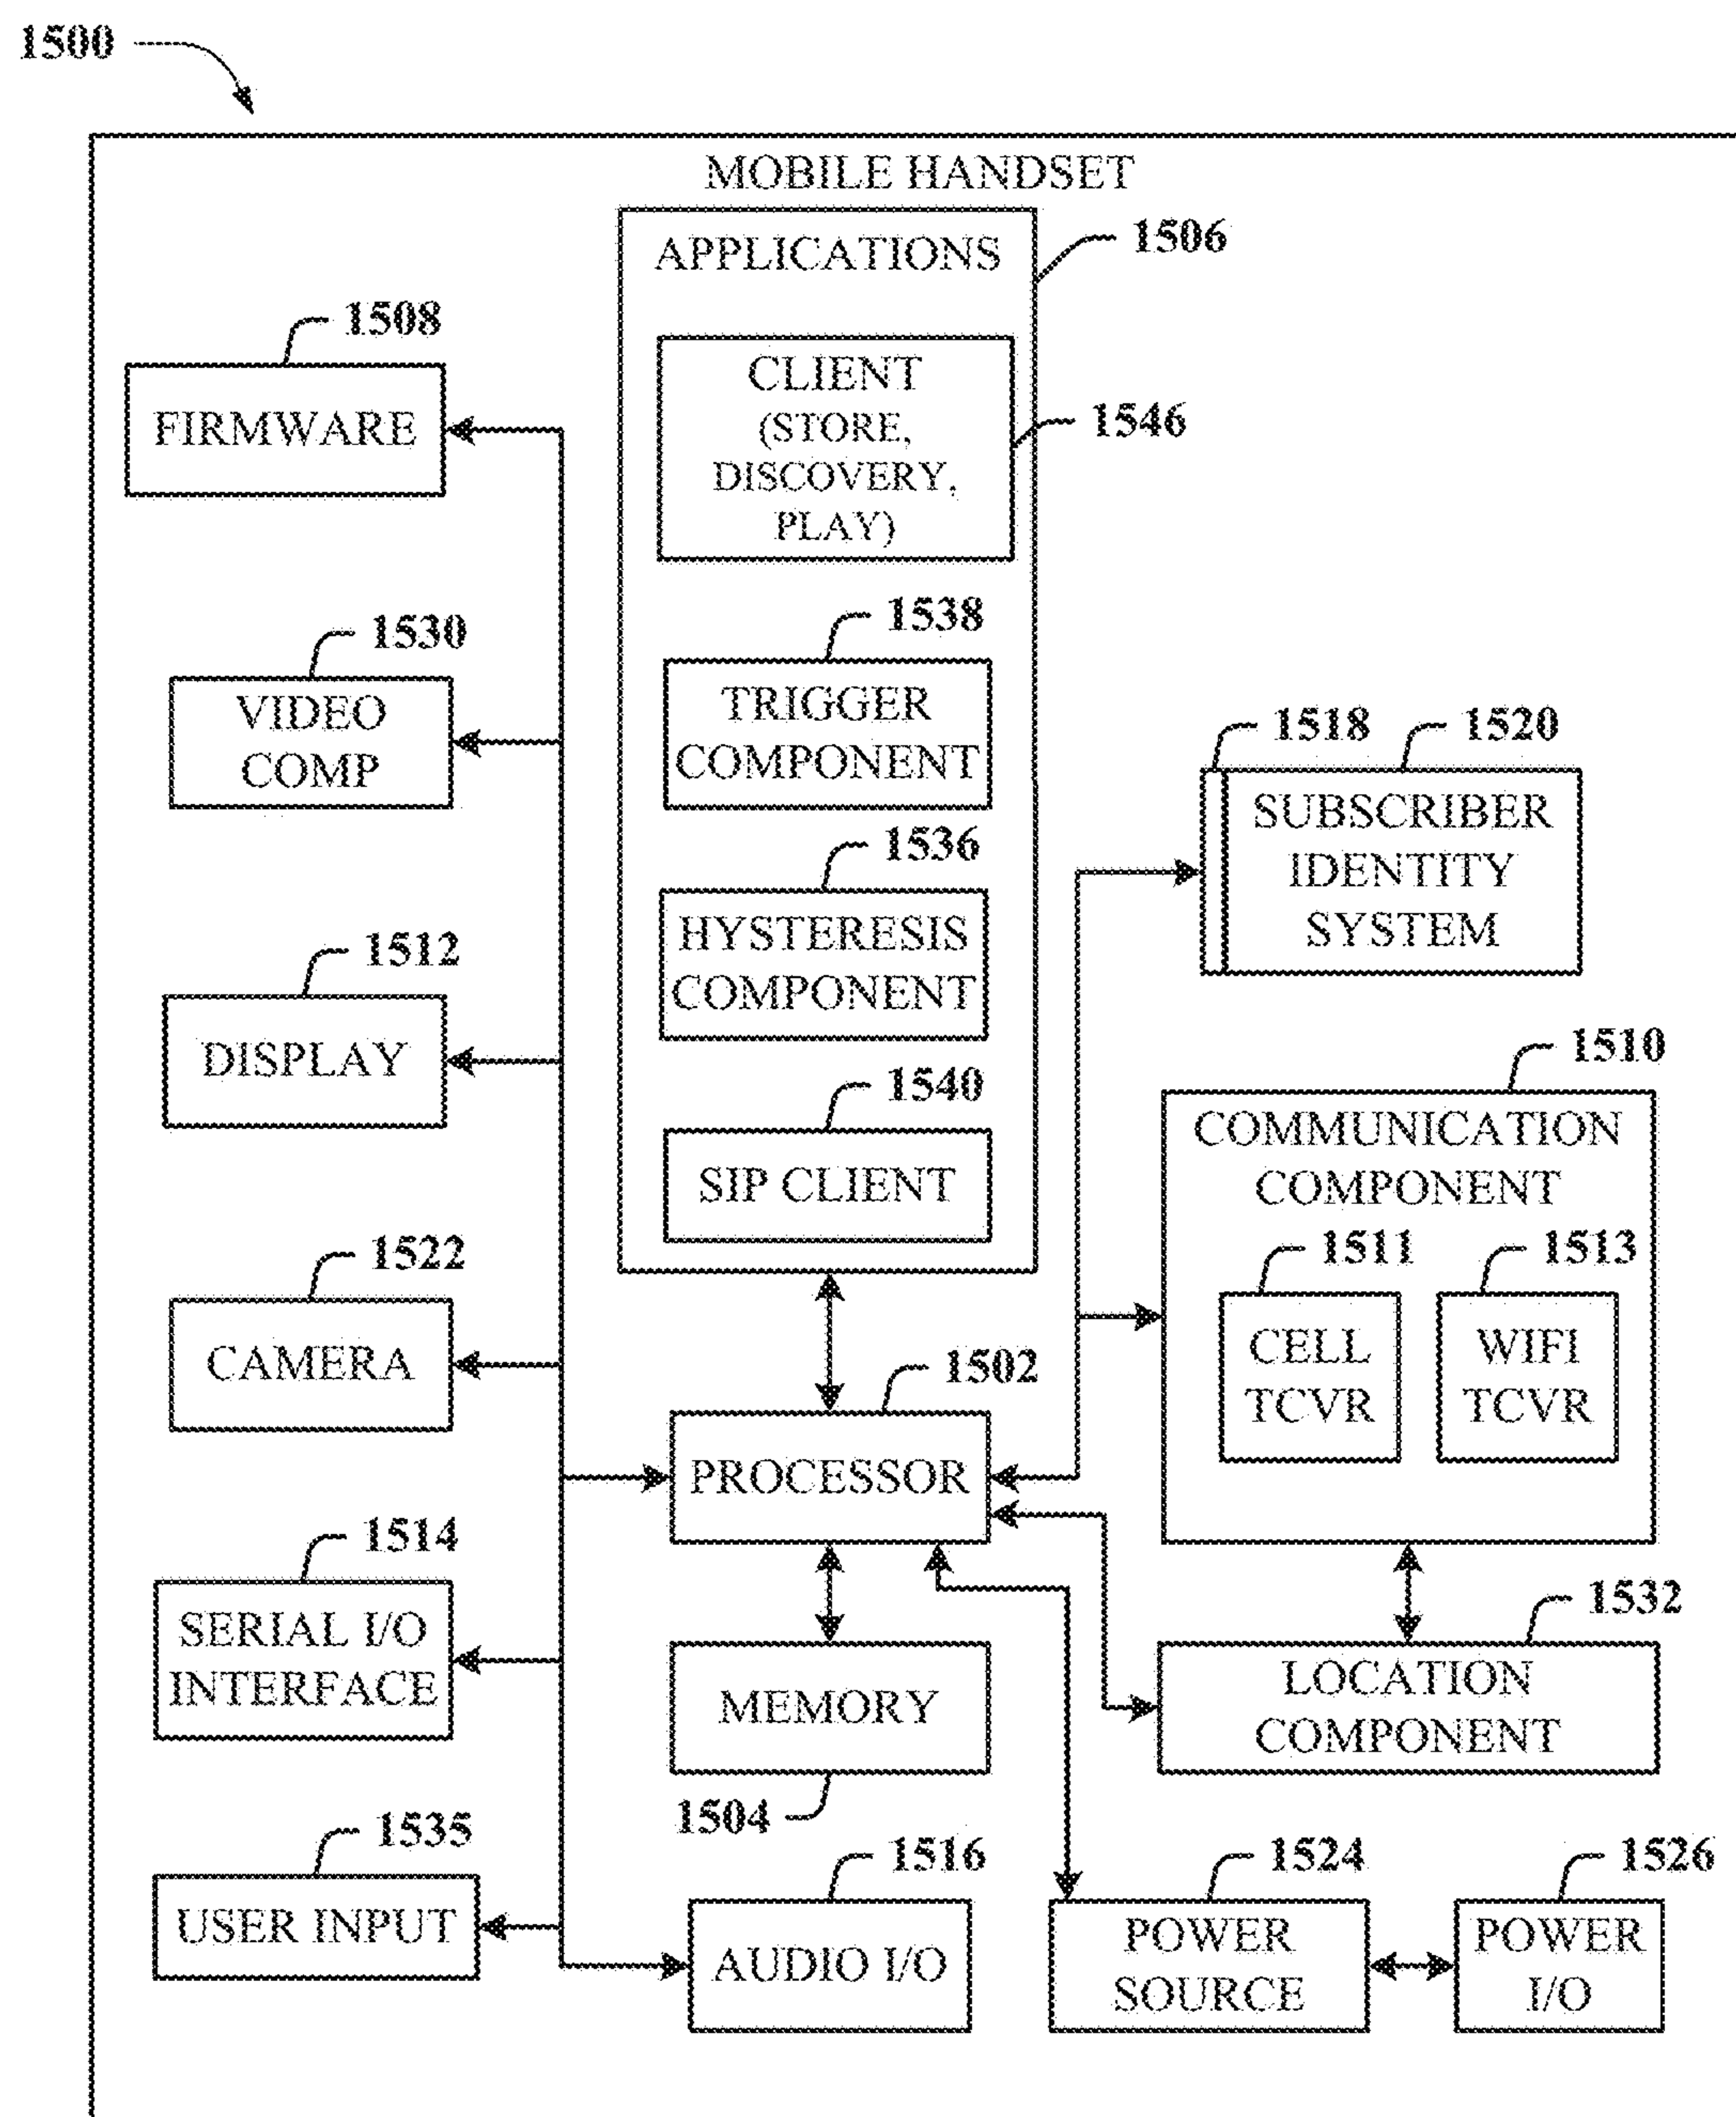 1500
MOBILE HANDSET
APPLICATIONS
1506
CLIENT
(STORE,
DISCOVERY,
PLAY)
1546
1538
TRIGGER
COMPONENT
1536
HYSTERESIS
COMPONENT
1540
SIP CLIENT
1508
FIRMWARE
1530
VIDEO
COMP
1512
DISPLAY
1522
CAMERA
1514
SERIAL I/O
INTERFACE
1535
USER INPUT
1502
PROCESSOR
MEMORY
1504
1516
AUDIO I/O
1518
1520
SUBSCRIBER
IDENTITY
SYSTEM
1510
COMMUNICATION
COMPONENT
1511
CELL
TCVR
1513
WIFI
TCVR
1532
LOCATION
COMPONENT
1524
POWER
SOURCE
1526
POWER
I/O